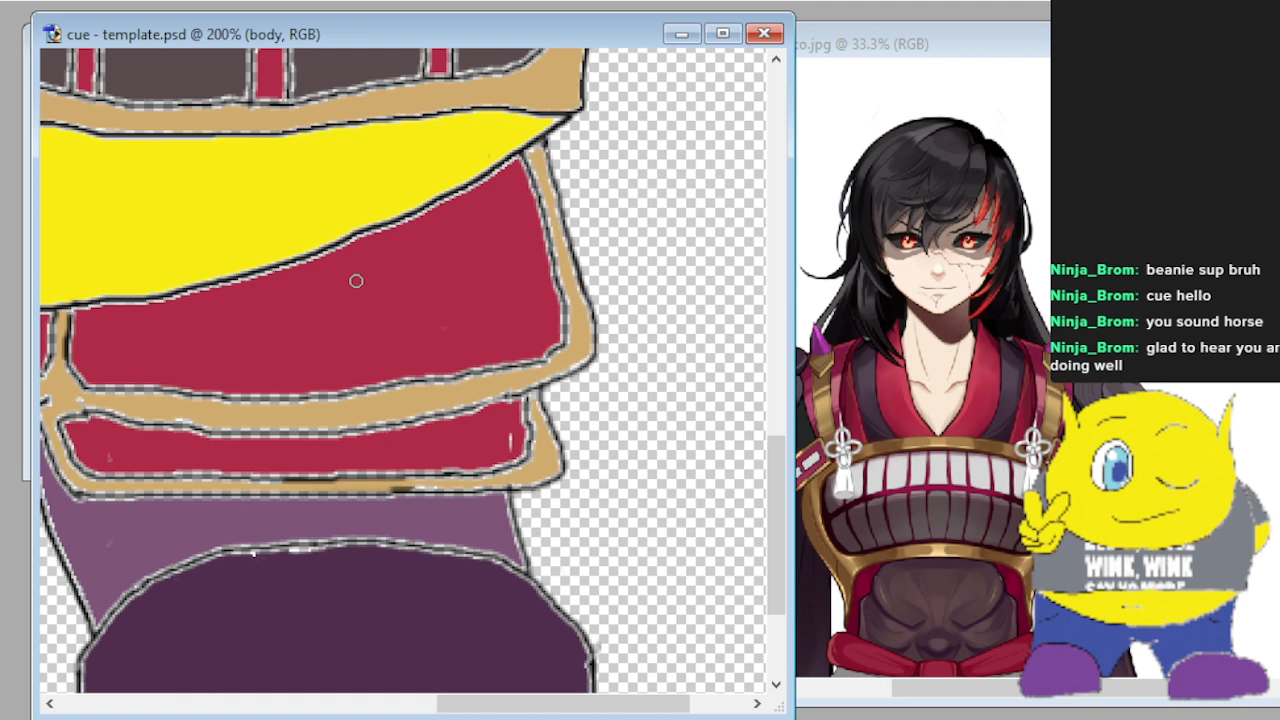 cue - template.psd @ 200% (body, RGB)
co.jpg @ 33.3% (RGB)
Ninja_Brom: beanie sup bruh
Ninja_Brom: cue hello
Ninja_Brom: you sound horse
Ninja_Brom: glad to hear you ar
doing well
WINK, WINK